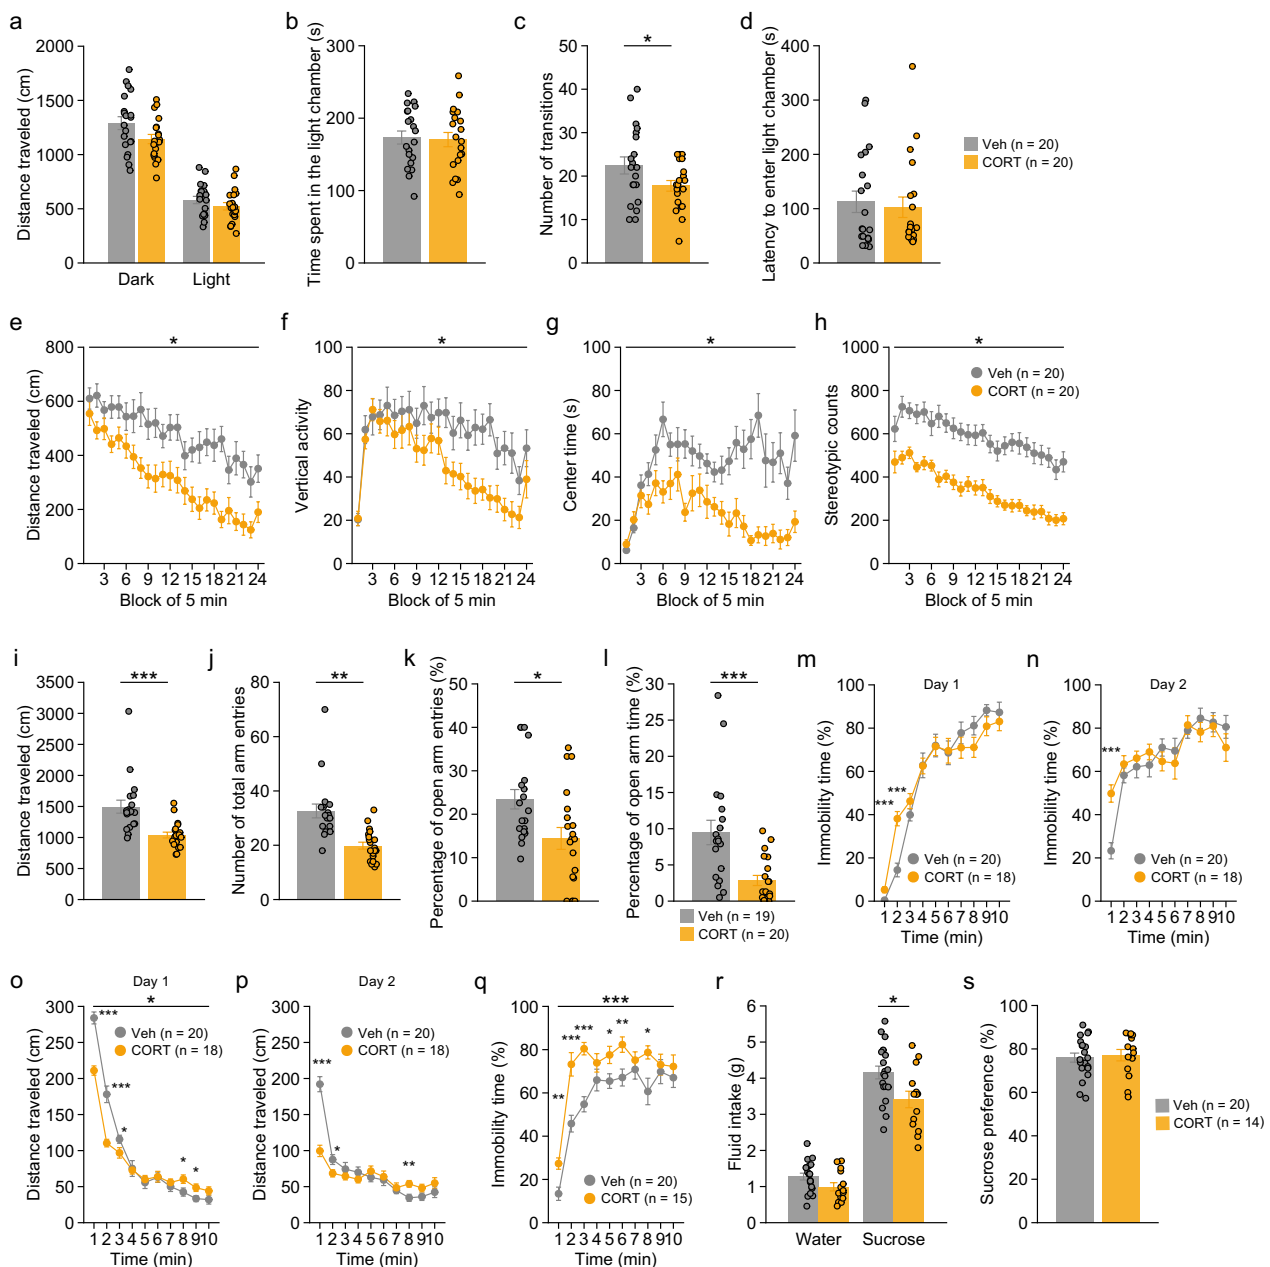 a
Distance traveled (cm)
2000
1500
1000
500
0
Dark
Light
b
Time spent in the light chamber (s)
300
200
100
0
c
Number of transitions
50
40
30
20
10
0
*
d
Latency to enter light chamber (s)
400
300
200
100
0
Veh (n = 20)
CORT (n = 20)
e
Distance traveled (cm)
800
600
400
200
0
*
3 6 9 12 15 18 21 24
Block of 5 min
f
Vertical activity
100
80
60
40
20
0
*
3 6 9 12 15 18 21 24
Block of 5 min
g
Center time (s)
100
80
60
40
20
0
*
3 6 9 12 15 18 21 24
Block of 5 min
h
Stereotypic counts
1000
800
600
400
200
0
*
Veh (n = 20)
CORT (n = 20)
3 6 9 12 15 18 21 24
Block of 5 min
i
Distance traveled (cm)
3500
3000
2500
2000
1500
1000
500
0
***
j
Number of total arm entries
80
60
40
20
0
**
k
Percentage of open arm entries (%)
50
40
30
20
10
0
*
l
Percentage of open arm time (%)
30
25
20
15
10
5
0
***
Veh (n = 19)
CORT (n = 20)
m
Day 1
Immobility time (%)
100
80
60
40
20
0
***
***
Veh (n = 20)
CORT (n = 18)
1 2 3 4 5 6 7 8 9 10
Time (min)
n
Day 2
Immobility time (%)
100
80
60
40
20
0
***
Veh (n = 20)
CORT (n = 18)
1 2 3 4 5 6 7 8 9 10
Time (min)
o
Day 1
Distance traveled (cm)
300
250
200
150
100
50
0
*
***
***
*
*
*
Veh (n = 20)
CORT (n = 18)
1 2 3 4 5 6 7 8 9 10
Time (min)
p
Day 2
Distance traveled (cm)
300
250
200
150
100
50
0
***
*
**
Veh (n = 20)
CORT (n = 18)
1 2 3 4 5 6 7 8 9 10
Time (min)
q
Immobility time (%)
100
80
60
40
20
0
***
**
***
***
*
**
*
Veh (n = 20)
CORT (n = 15)
1 2 3 4 5 6 7 8 9 10
Time (min)
r
Fluid intake (g)
6
5
4
3
2
1
0
*
Water
Sucrose
s
Sucrose preference (%)
100
80
60
40
20
0
Veh (n = 20)
CORT (n = 14)